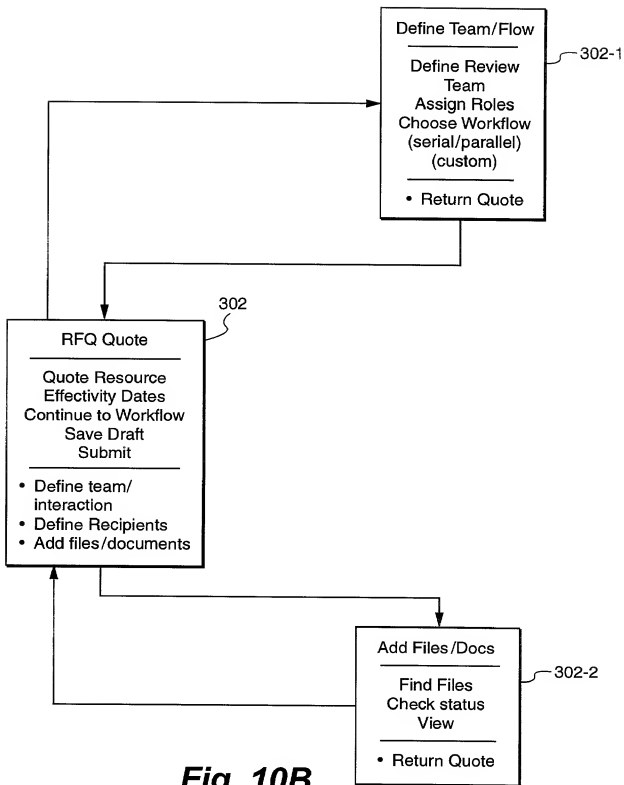 Define Team/Flow
Define Review
Team
Assign Roles
Choose Workflow
(serial/parallel)
(custom)
• Return Quote
302-1
302
RFQ Quote
Quote Resource
Effectivity Dates
Continue to Workflow
Save Draft
Submit
• Define team/
interaction
• Define Recipients
• Add files/documents
Add Files/Docs
Find Files
Check status
View
• Return Quote
302-2
Fig. 10B